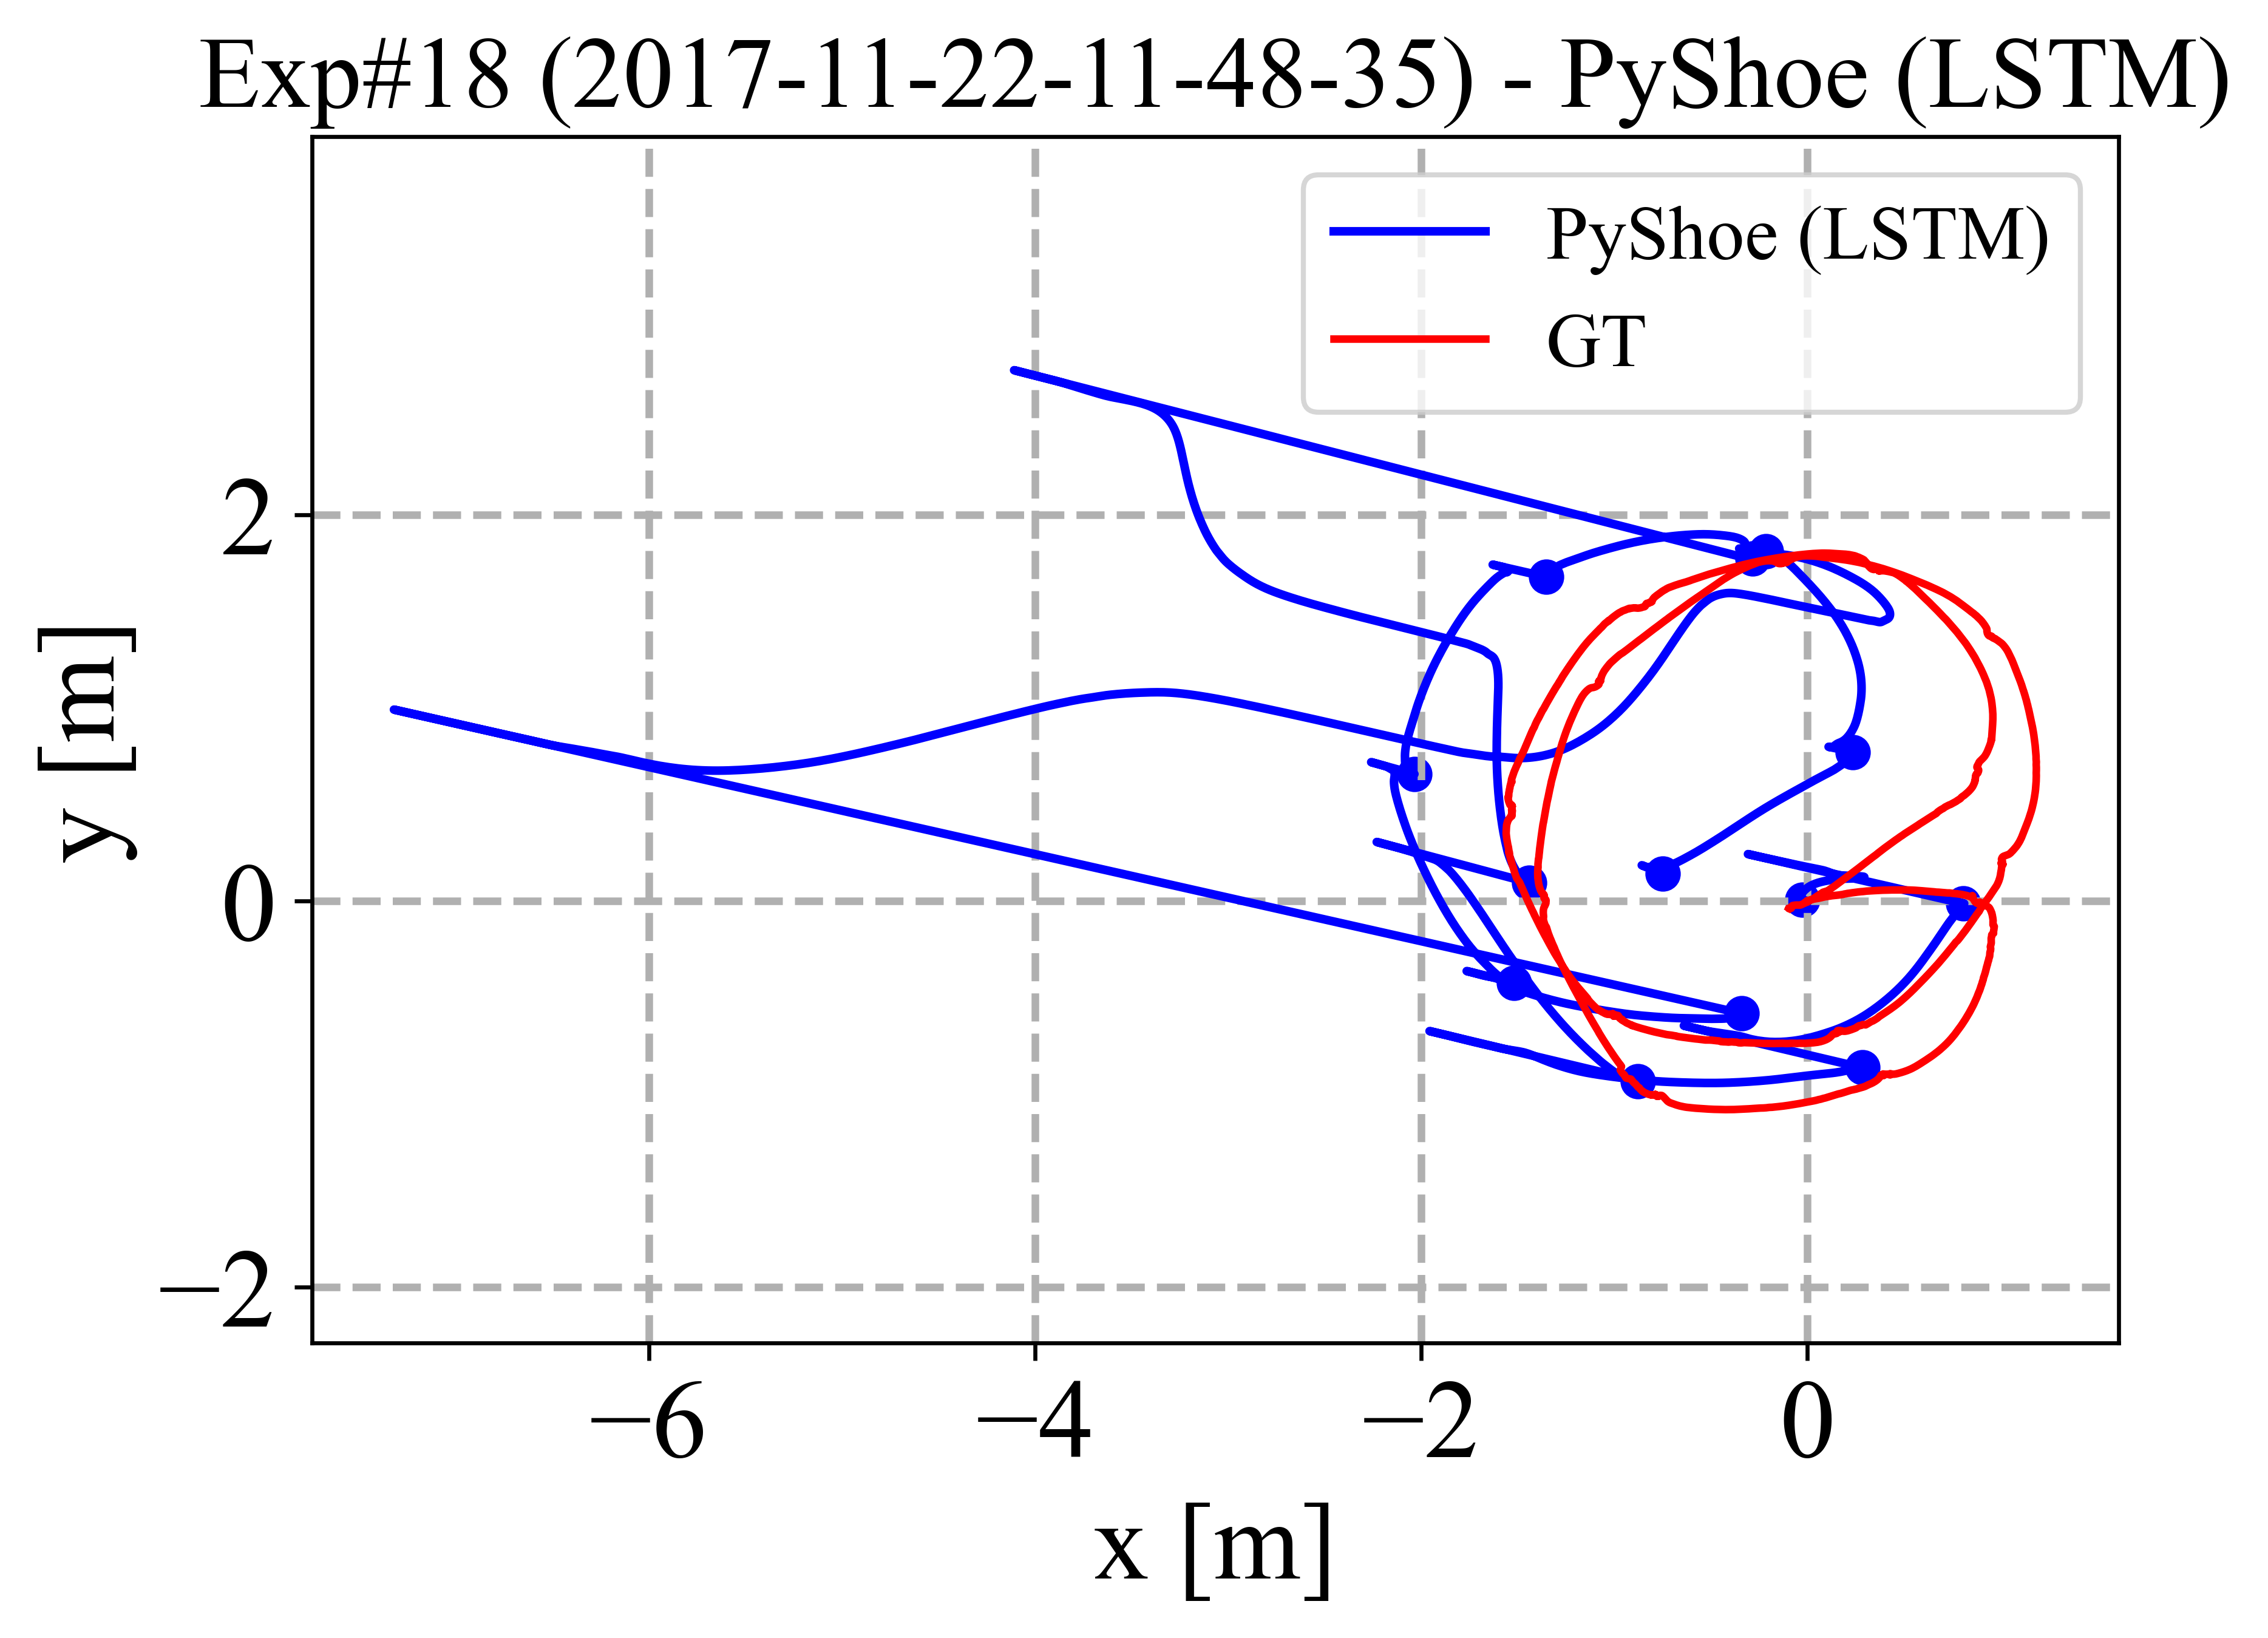 Exp#18 (2017-11-22-11-48-35) - PyShoe (LSTM)
PyShoe (LSTM)
GT
y [m]
2
0
−2
−6 −4 −2 0
x [m]